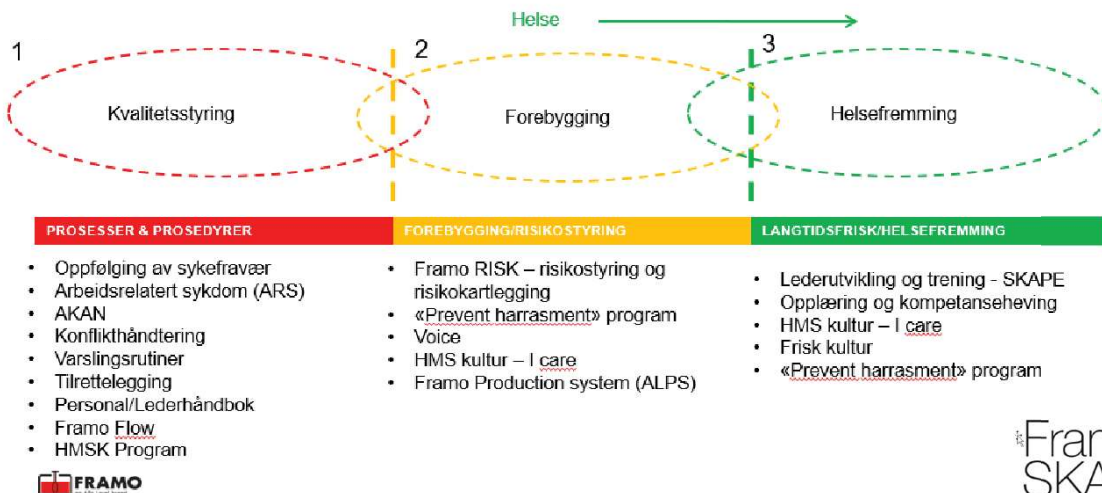 Helse
1
2
3
Kvalitetsstyring
Forebygging
Helsefremming
PROSESSER & PROSEDYRER
• Oppfølging av sykefravær
• Arbeidsrelatert sykdom (ARS)
• AKAN
• Konflikthåndtering
• Varslingsrutiner
• Tilrettelegging
• Personal/Lederhåndbok
• Framo Flow
• HMSK Program
FOREBYGGING/RISIKOSTYRING
• Framo RISK – risikostyring og
risikokartlegging
• «Prevent harrasment» program
• Voice
• HMS kultur – I care
• Framo Production system (ALPS)
LANGTIDSFRISK/HELSEFREMMING
• Lederutvikling og trening - SKAPE
• Opplæring og kompetanseheving
• HMS kultur – I care
• Frisk kultur
• «Prevent harrasment» program
FRAMO
Fram
SKA